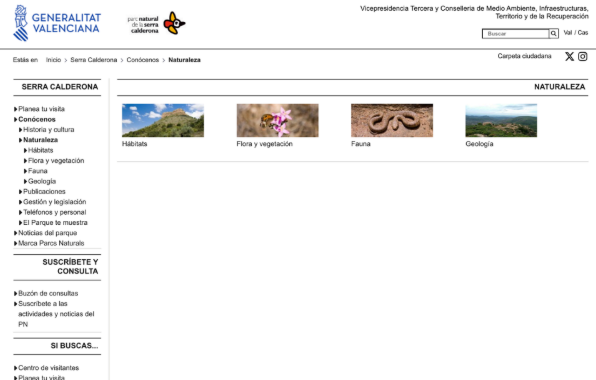 GENERALITAT
VALENCIANA
parc natural
de la serra
calderona
Vicepresidencia Tercera y Conselleria de Medio Ambiente, Infraestructuras,
Territorio y de la Recuperación
Buscar
Val / Cas
Estás en Inicio > Serra Calderona > Conócenos > Naturaleza
Carpeta ciudadana
SERRA CALDERONA
Planea tu visita
Conócenos
Historia y cultura
Naturaleza
Hábitats
Flora y vegetación
Fauna
Geología
Publicaciones
Gestión y legislación
Teléfonos y personal
El Parque te muestra
Noticias del parque
Marca Parcs Naturals
SUSCRÍBETE Y
CONSULTA
Buzón de consultas
Suscríbete a las
actividades y noticias del
PN
SI BUSCAS...
Centro de visitantes
Planea tu visita
NATURALEZA
Hábitats
Flora y vegetación
Fauna
Geología